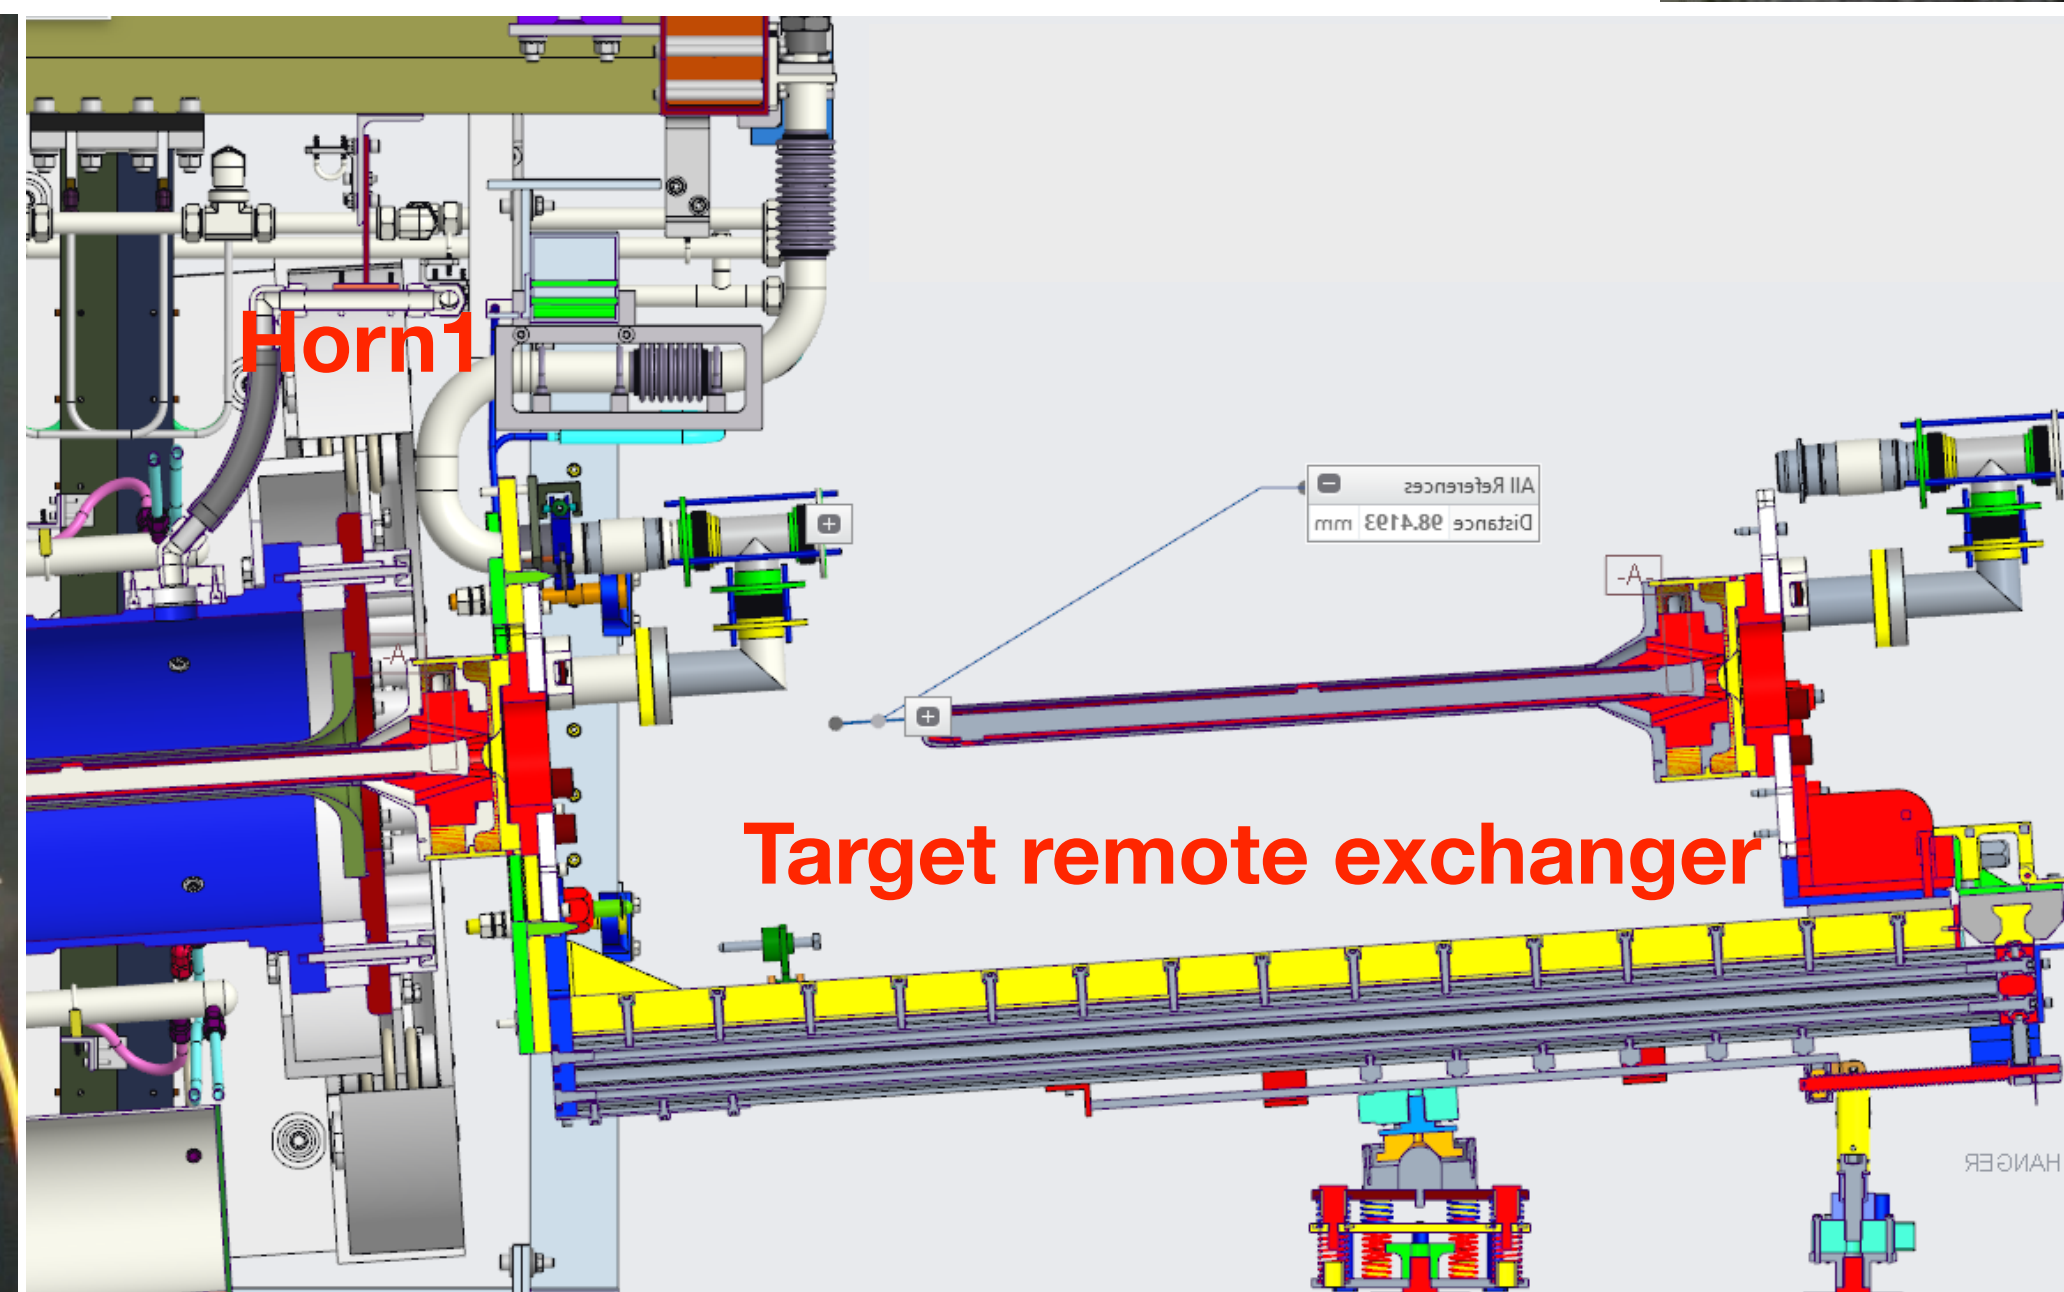 Horn1
All References
Distance 98.4193 mm
-A-
-A-
Target remote exchanger
HANGER